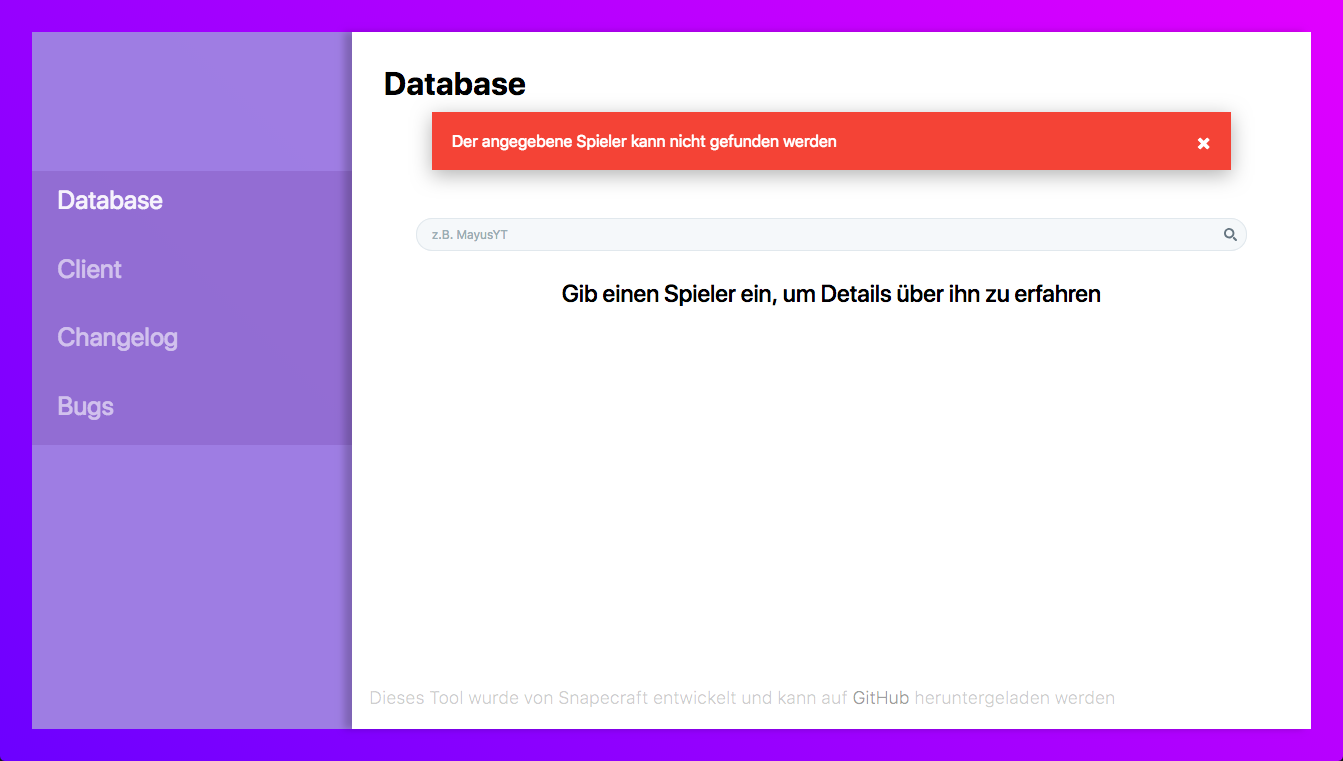 Database
Client
Changelog
Bugs
Database
Der angegebene Spieler kann nicht gefunden werden
z.B. MayusYT
Gib einen Spieler ein, um Details über ihn zu erfahren
Dieses Tool wurde von Snapecraft entwickelt und kann auf GitHub heruntergeladen werden